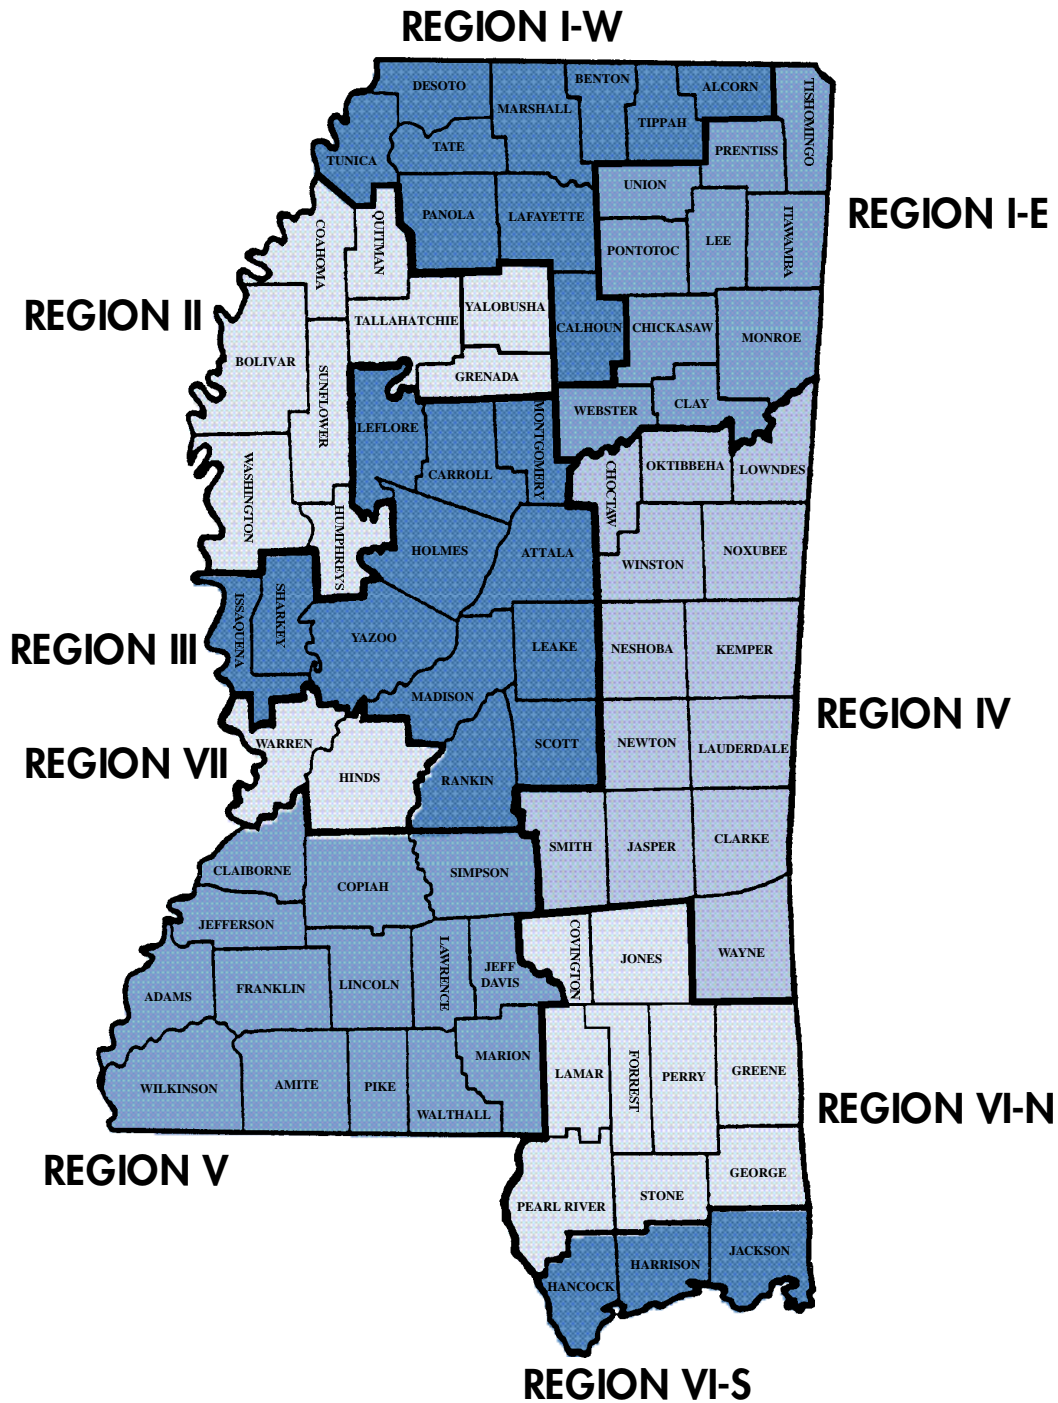 REGION I-W
DESOTO
MARSHALL
BENTON
ALCORN
TISHOMINGO
TIPPAH
TUNICA
TATE
PRENTISS
UNION
PANOLA
LAFAYETTE
REGION I-E
COAHOMA
QUITMAN
PONTOTOC
LEE
ITAWAMBA
REGION II
TALLAHATCHIE
YALOBUSHA
CALHOUN
CHICKASAW
MONROE
BOLIVAR
SUNFLOWER
GRENADA
WEBSTER
CLAY
LEFLORE
MONTGOMERY
CARROLL
CHOCTAW
OKTIBBEHA
LOWNDES
WASHINGTON
HUMPHREYS
HOLMES
ATTALA
WINSTON
NOXUBEE
REGION III
ISSAQUENA
SHARKEY
YAZOO
LEAKE
NESHOBA
KEMPER
MADISON
REGION IV
REGION VII
WARREN
HINDS
RANKIN
SCOTT
NEWTON
LAUDERDALE
SMITH
JASPER
CLARKE
CLAIBORNE
COPIAH
SIMPSON
JEFFERSON
LAWRENCE
JEFF
DAVIS
COVINGTON
JONES
WAYNE
ADAMS
FRANKLIN
LINCOLN
WILKINSON
AMITE
PIKE
WALTHALL
MARION
LAMAR
FORREST
PERRY
GREENE
REGION VI-N
REGION V
PEARL RIVER
STONE
GEORGE
HANCOCK
HARRISON
JACKSON
REGION VI-S